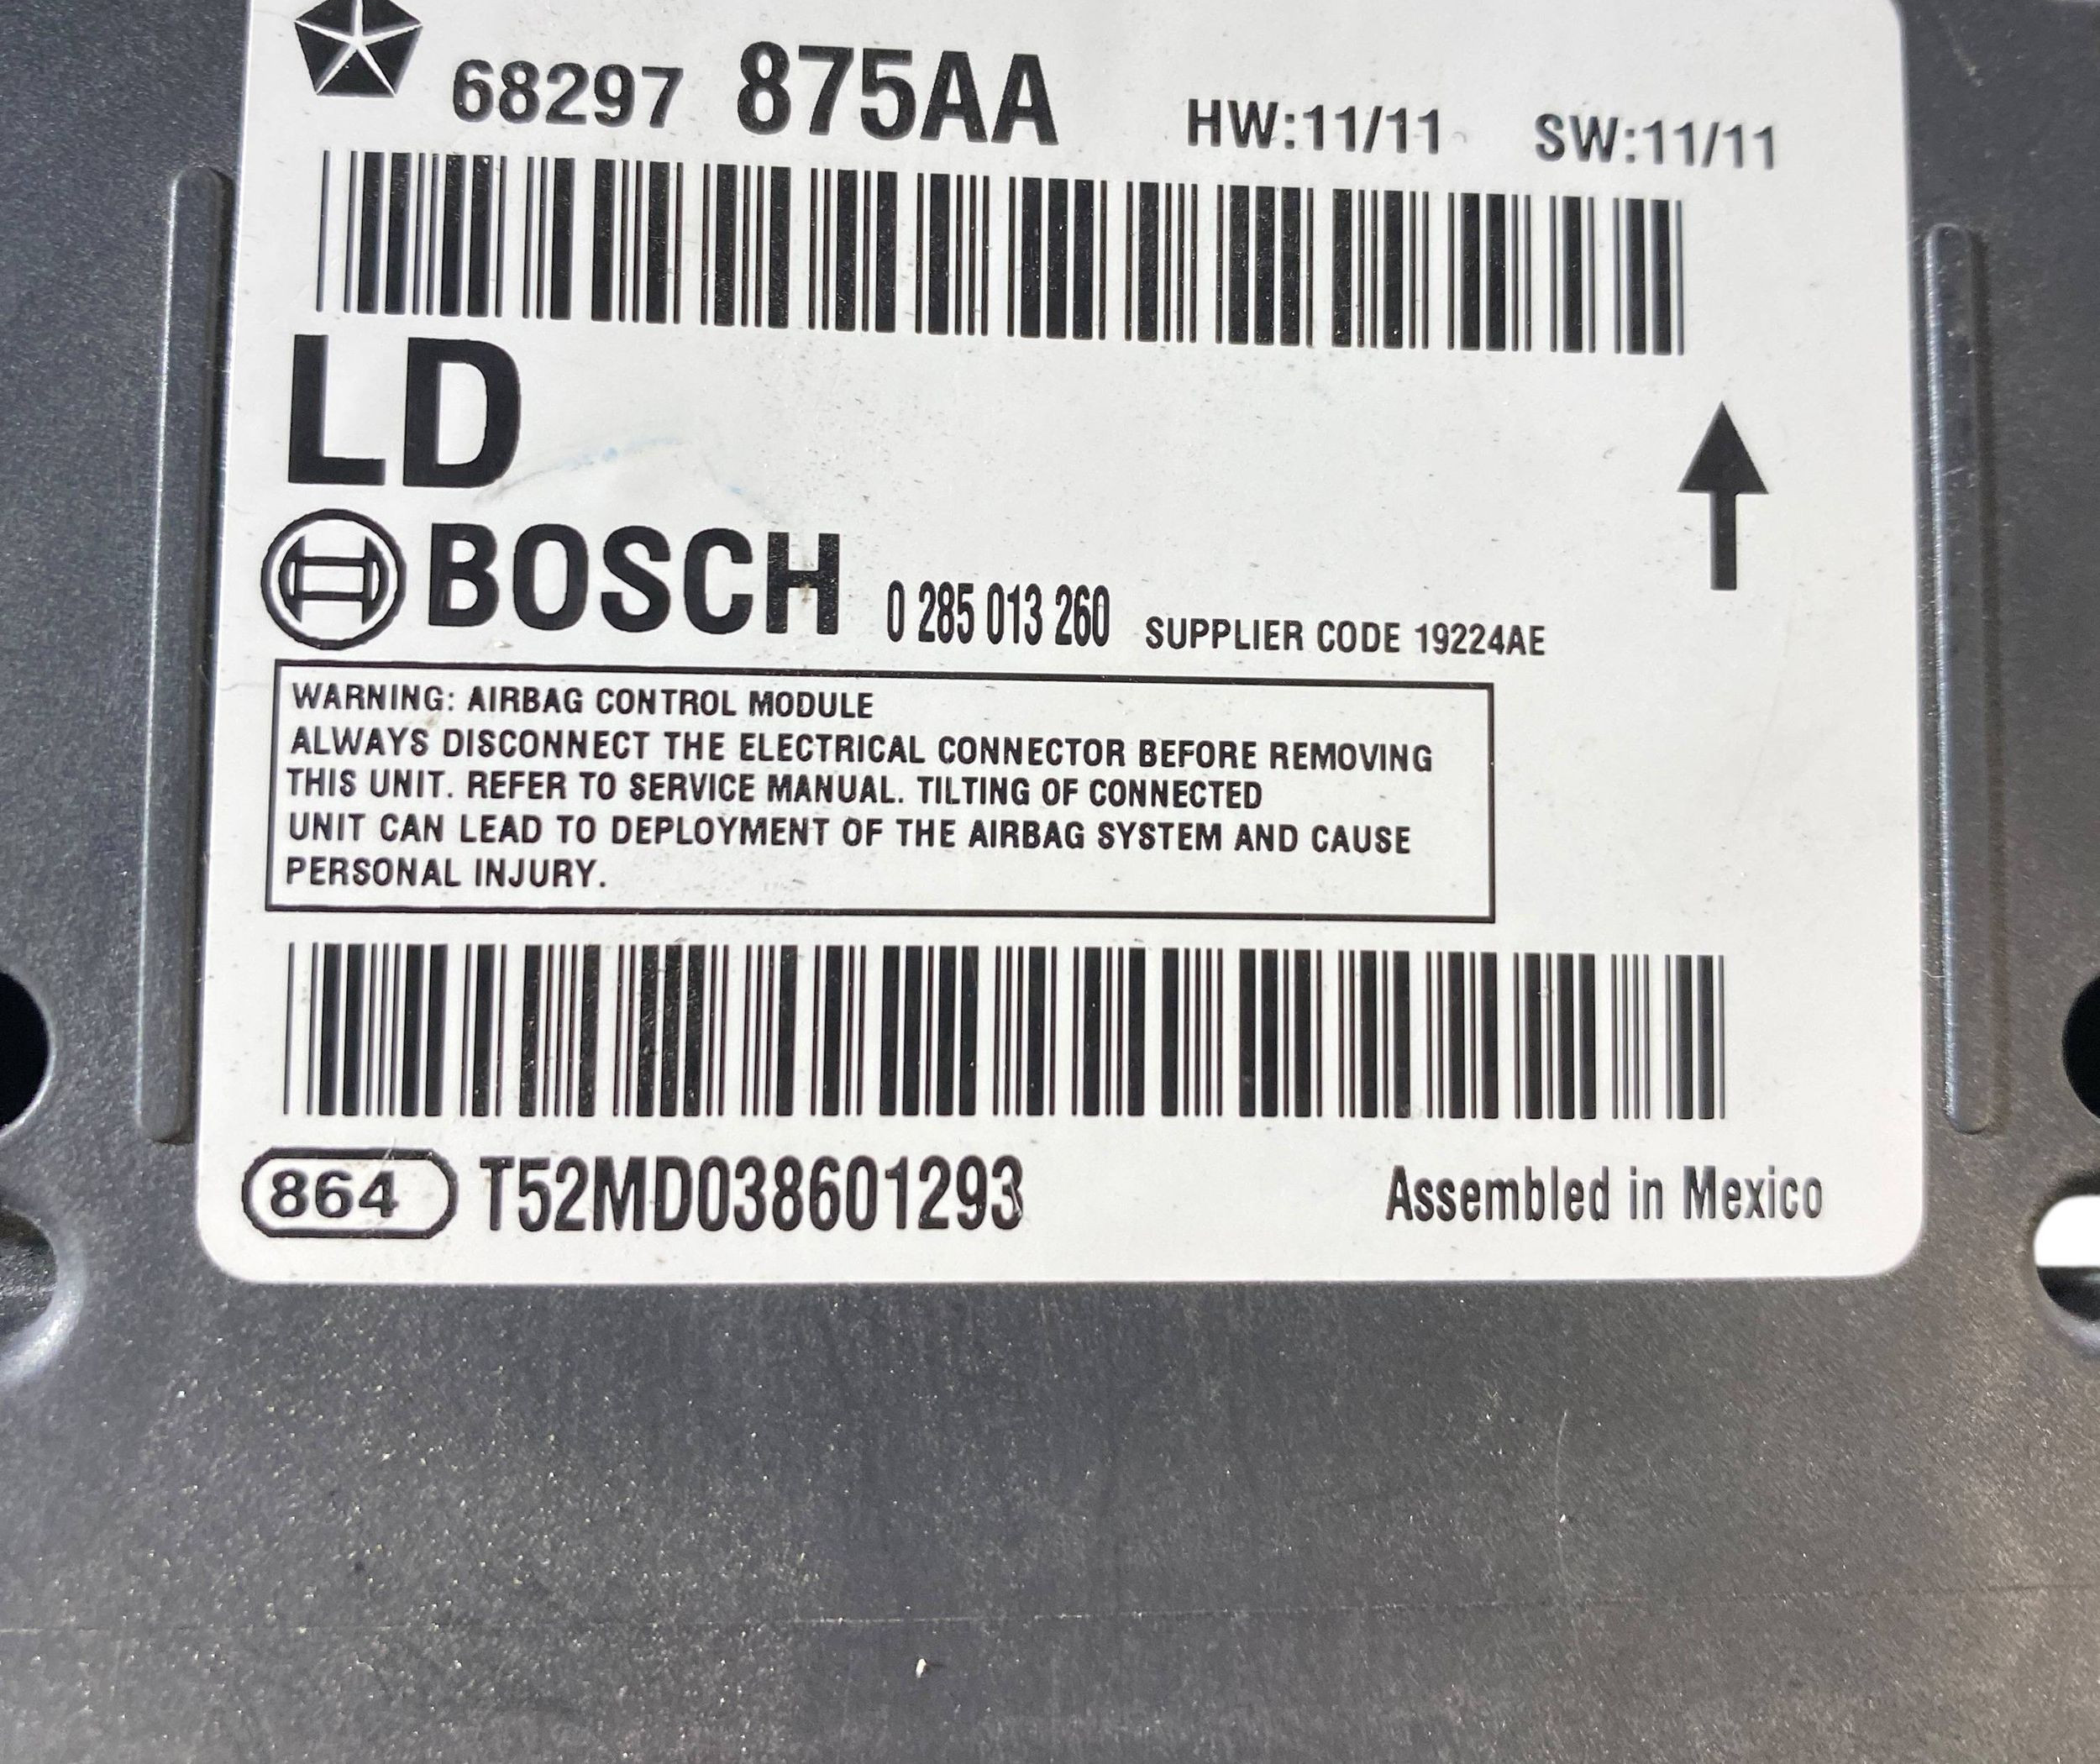 68297 875AA HW:11/11 SW:11/11
LD
BOSCH 0 285 013 260 SUPPLIER CODE 19224AE
WARNING: AIRBAG CONTROL MODULE
ALWAYS DISCONNECT THE ELECTRICAL CONNECTOR BEFORE REMOVING
THIS UNIT. REFER TO SERVICE MANUAL. TILTING OF CONNECTED
UNIT CAN LEAD TO DEPLOYMENT OF THE AIRBAG SYSTEM AND CAUSE
PERSONAL INJURY.
864 T52MD038601293 Assembled in Mexico